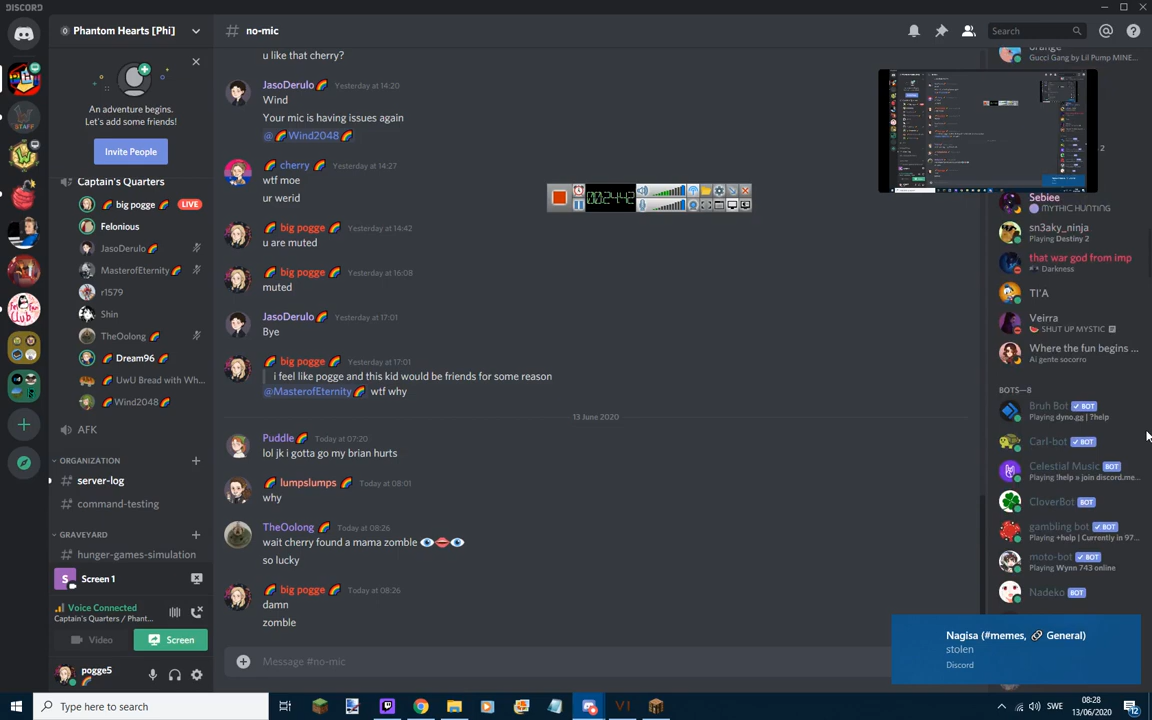 DISCORD
Phantom Hearts [Phi]
An adventure begins.
Let's add some friends!
Invite People
Captain's Quarters
big pogge LIVE
Felonious
JasoDerulo
MasterofEternity
r1579
Shin
TheOolong
Dream96
UwU Bread with Wh...
Wind2048
AFK
ORGANIZATION
# server-log
# command-testing
GRAVEYARD
# hunger-games-simulation
S Screen 1
Voice Connected
Captain's Quarters / Phant...
Video Screen
pogge5
# no-mic
Search
u like that cherry?
JasoDerulo Yesterday at 14:20
Wind
Your mic is having issues again
@🌈Wind2048🌈
cherry Yesterday at 14:27
wtf moe
ur werid
big pogge Yesterday at 14:42
u are muted
big pogge Yesterday at 16:08
muted
JasoDerulo Yesterday at 17:01
Bye
big pogge Yesterday at 17:01
i feel like pogge and this kid would be friends for some reason
@MasterofEternity🌈 wtf why
13 June 2020
Puddle Today at 07:20
lol jk i gotta go my brian hurts
lumpslumps Today at 08:01
why
TheOolong Today at 08:26
wait cherry found a mama zomble 👁👄👁
so lucky
big pogge Today at 08:26
damn
zomble
Message #no-mic
00:24:42
orange
Gucci Gang by Lil Pump MINE...
2
Sebiee
MYTHIC HUNTING
sn3aky_ninja
Playing Destiny 2
that war god from imp
Darkness
TI'A
Veirra
SHUT UP MYSTIC
Where the fun begins ...
Ai gente socorro
BOTS—8
Bruh Bot ✓ BOT
Playing dyno.gg | ?help
Carl-bot ✓ BOT
Celestial Music BOT
Playing !help » join discord.me...
CloverBot BOT
gambling bot ✓ BOT
Playing +help | Currently in 97...
moto-bot ✓ BOT
Playing Wynn 743 online
Nadeko BOT
Nagisa (#memes, 🔗 General)
stolen
Discord
Type here to search
V1
SWE
08:28
13/06/2020
12